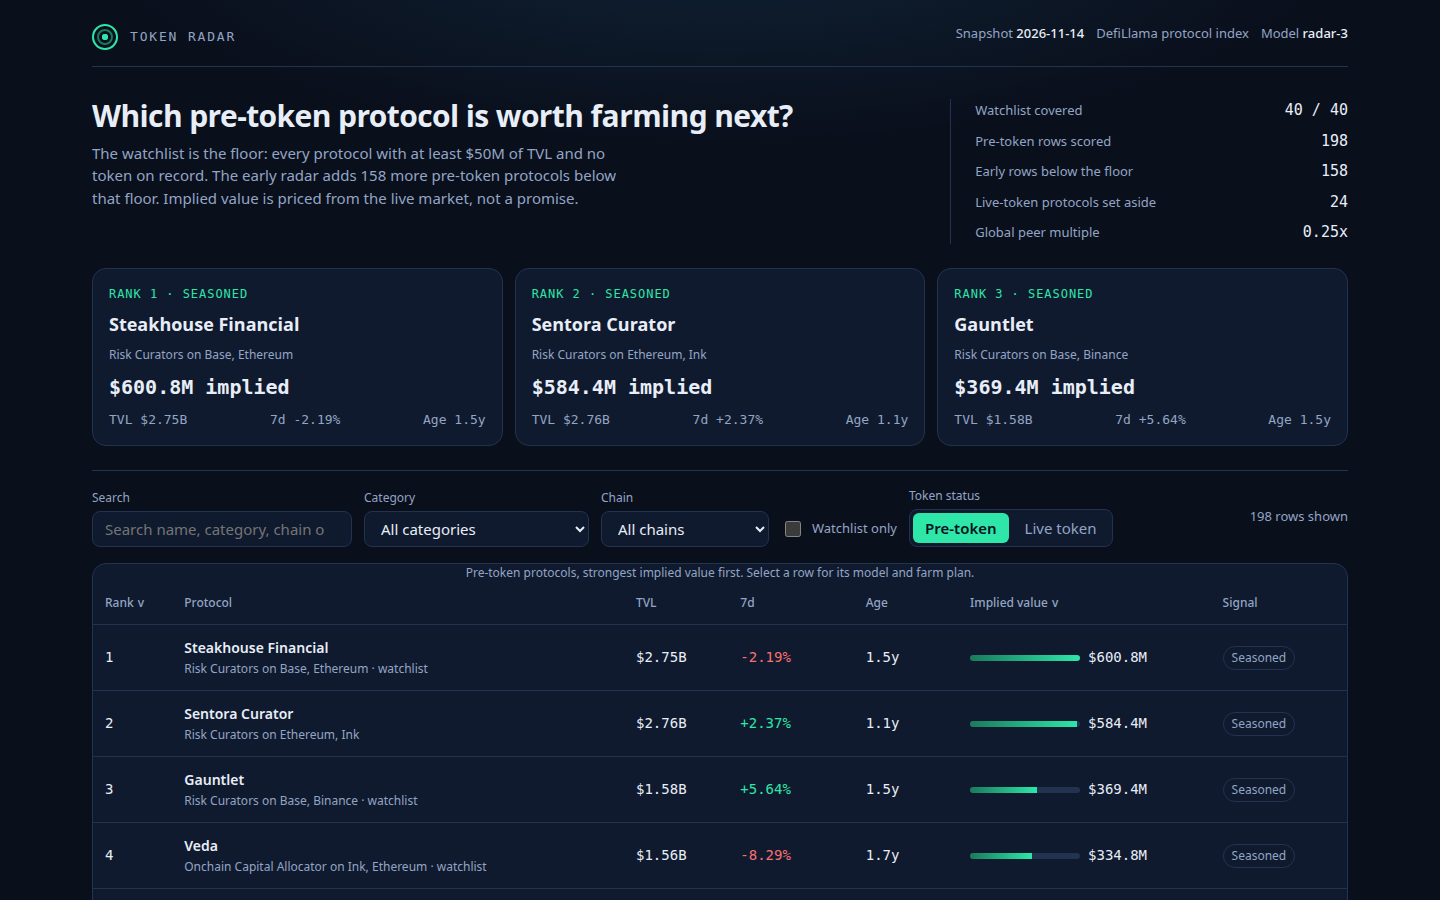 TOKEN RADAR
Snapshot 2026-11-14 DefiLlama protocol index Model radar-3
Which pre-token protocol is worth farming next?
The watchlist is the floor: every protocol with at least $50M of TVL and no
token on record. The early radar adds 158 more pre-token protocols below
that floor. Implied value is priced from the live market, not a promise.
Watchlist covered 40 / 40
Pre-token rows scored 198
Early rows below the floor 158
Live-token protocols set aside 24
Global peer multiple 0.25x
RANK 1 · SEASONED
Steakhouse Financial
Risk Curators on Base, Ethereum
$600.8M implied
TVL $2.75B 7d -2.19% Age 1.5y
RANK 2 · SEASONED
Sentora Curator
Risk Curators on Ethereum, Ink
$584.4M implied
TVL $2.76B 7d +2.37% Age 1.1y
RANK 3 · SEASONED
Gauntlet
Risk Curators on Base, Binance
$369.4M implied
TVL $1.58B 7d +5.64% Age 1.5y
Search Category Chain Token status
Search name, category, chain o All categories All chains Watchlist only Pre-token Live token 198 rows shown
Pre-token protocols, strongest implied value first. Select a row for its model and farm plan.
Rank v Protocol TVL 7d Age Implied value v Signal
1 Steakhouse Financial $2.75B -2.19% 1.5y $600.8M Seasoned
Risk Curators on Base, Ethereum · watchlist
2 Sentora Curator $2.76B +2.37% 1.1y $584.4M Seasoned
Risk Curators on Ethereum, Ink
3 Gauntlet $1.58B +5.64% 1.5y $369.4M Seasoned
Risk Curators on Base, Binance · watchlist
4 Veda $1.56B -8.29% 1.7y $334.8M Seasoned
Onchain Capital Allocator on Ink, Ethereum · watchlist